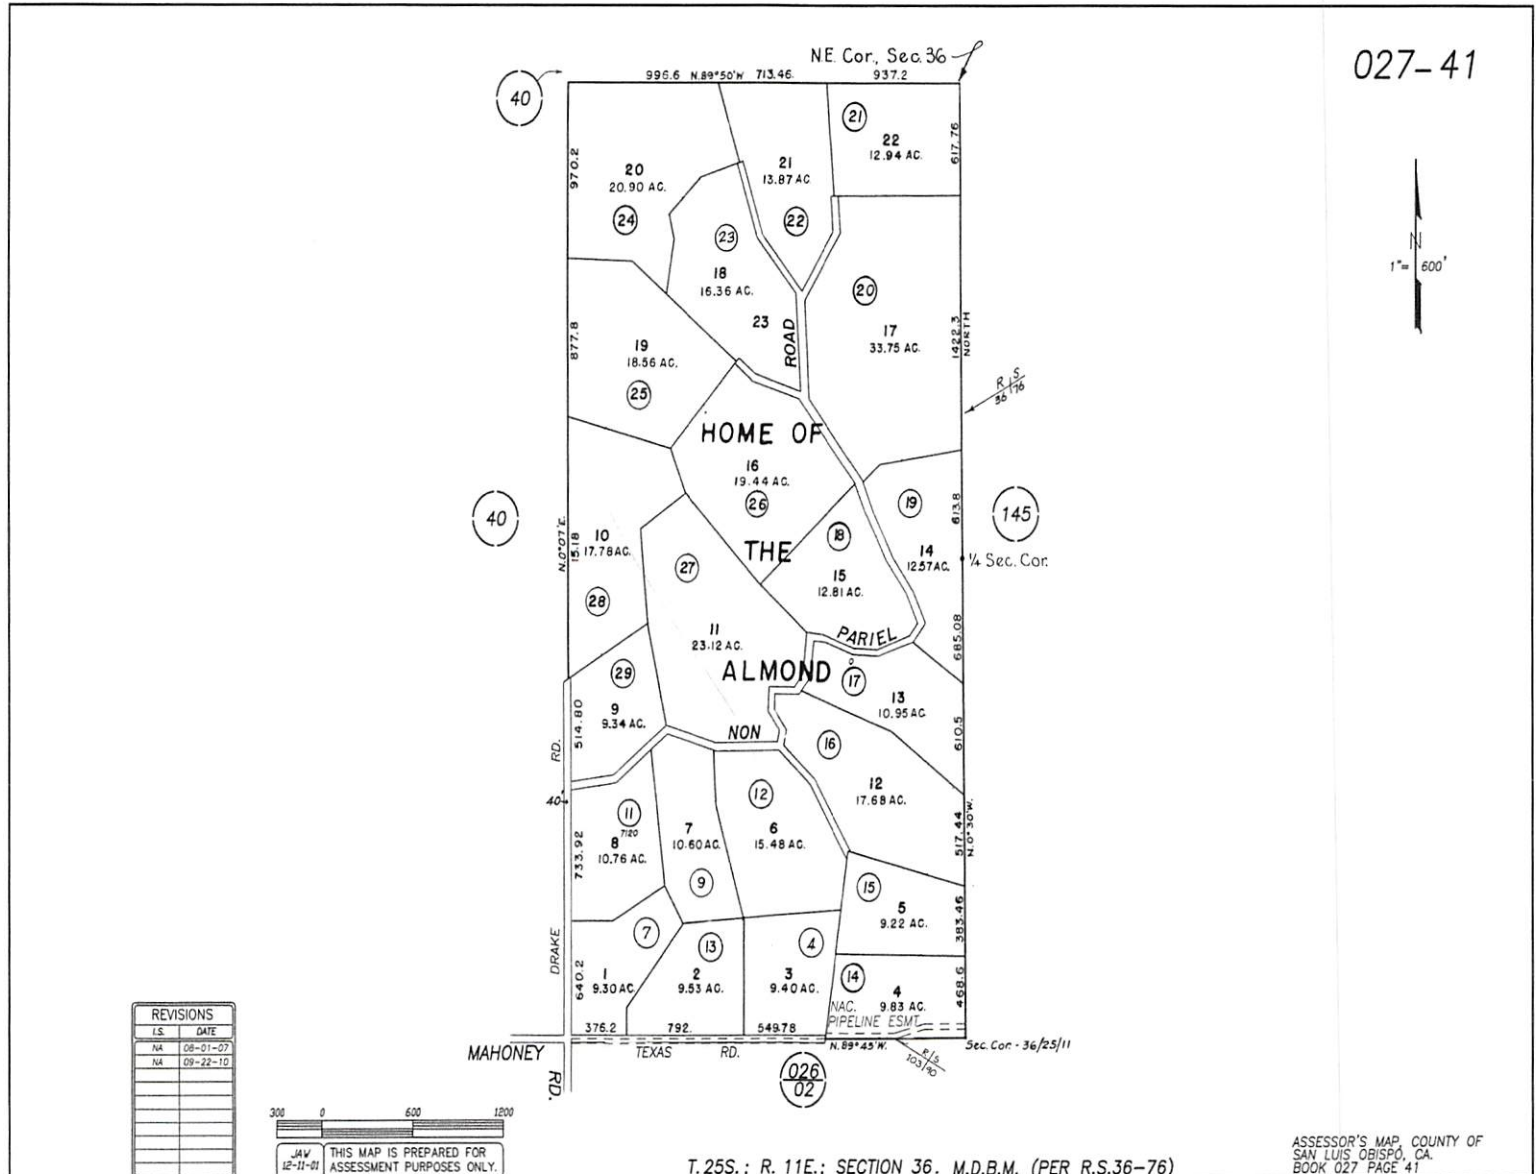 027-41
N.E. Cor., Sec. 36
996.6 N.89°50'W 713.46. 937.2
40
21
22
12.94 AC.
617.76
970.2
20
20.90 AC.
24
21
13.87 AC.
22
23
18
16.36 AC.
23
ROAD
20
17
33.75 AC.
1422.3
NORTH
N
1"= 600'
R S
36 76
877.8
19
18.56 AC.
25
HOME OF
16
19.44 AC.
26
THE
40
N.0°07'E.
15.18
10
17.78 AC.
28
27
11
23.12 AC.
18
15
12.81 AC.
19
14
12.57 AC.
613.8
145
1/4 Sec. Cor.
685.08
PARIEL
ALMOND
17
13
10.95 AC.
610.5
29
9
9.34 AC.
514.80
RD.
40'
NON
16
12
17.68 AC.
517.44
N.0°30'W.
11
7120
8
10.76 AC.
733.92
7
10.60 AC.
9
12
6
15.48 AC.
15
5
9.22 AC.
383.46
DRAKE
7
1
9.30 AC.
640.2
13
2
9.53 AC.
4
3
9.40 AC.
14
4
9.83 AC.
468.6
NAC.
PIPELINE ESMT.
376.2 792. 549.78
N.89°45'W.
Sec. Cor. - 36/25/11
R/S
103/90
MAHONEY
RD.
TEXAS RD.
026
02
REVISIONS
I.S. DATE
NA 08-01-07
NA 09-22-10
300 0 600 1200
JAW
12-11-01
THIS MAP IS PREPARED FOR
ASSESSMENT PURPOSES ONLY.
T.25S.; R. 11E.; SECTION 36, M.D.B.M. (PER R.S.36-76)
ASSESSOR'S MAP, COUNTY OF
SAN LUIS OBISPO, CA.
BOOK 027 PAGE 41